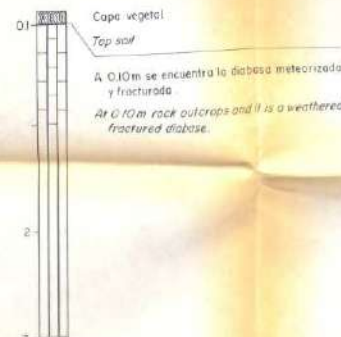 0.1
Capa vegetal
Top soil
A 0.10m se encuentra la diabasa meteorizada
y fracturada.
At 0.10m rock outcrops and it is a weathered
fractured diabase.
2